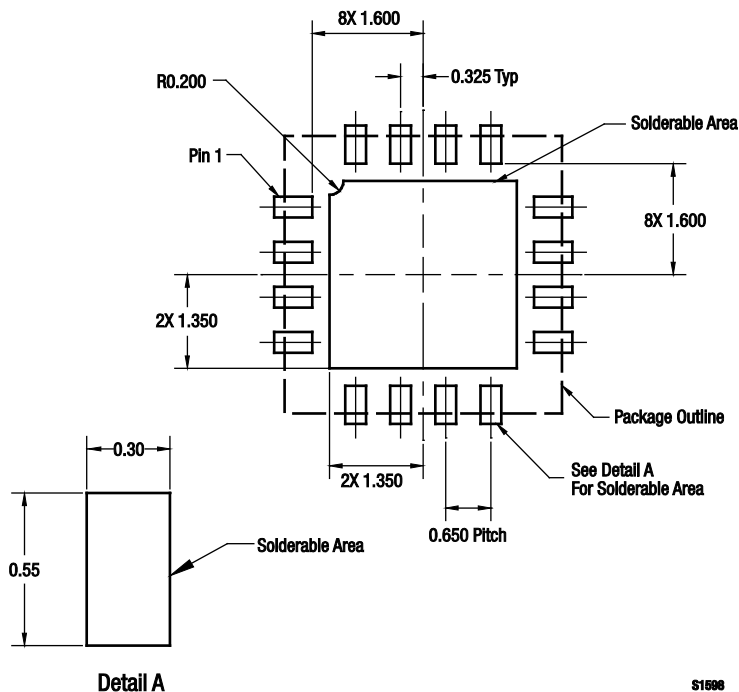 8X 1.600
0.325 Typ
R0.200
Solderable Area
Pin 1
8X 1.600
2X 1.350
Package Outline
2X 1.350
See Detail A
For Solderable Area
0.650 Pitch
0.30
Solderable Area
0.55
Detail A
S1598